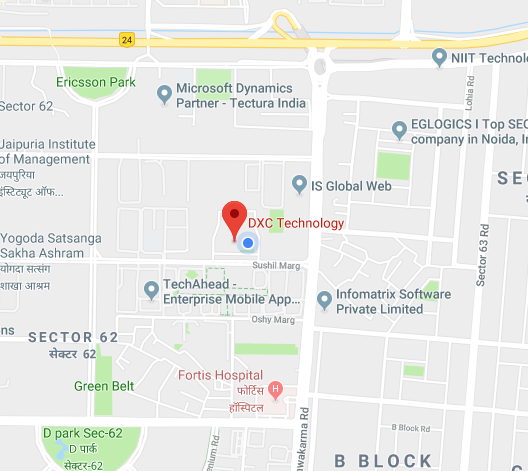 24
NIIT Technolo
Ericsson Park
Microsoft Dynamics
Partner - Tectura India
Lohia Rd
Sector 62
EGLOGICS I Top SEO
company in Noida, In
Jaipuria Institute
of Management
जयपुरिया
इंस्टिट्यूट ऑफ...
IS Global Web
SEC
DXC Technology
Sector 63 Rd
Yogoda Satsanga
Sakha Ashram
योगदा सत्संग
शाखा आश्रम
Sushil Marg
TechAhead -
Enterprise Mobile App...
Infomatrix Software
Private Limited
Oshy Marg
ns
SECTOR 62
सेक्टर 62
Fortis Hospital
फोर्टिस
हॉस्पिटल
H
Green Belt
wakarma Rd
D park Sec-62
D पार्क
सेक्टर-62
enium Rd
B Block Rd
B BLOCK